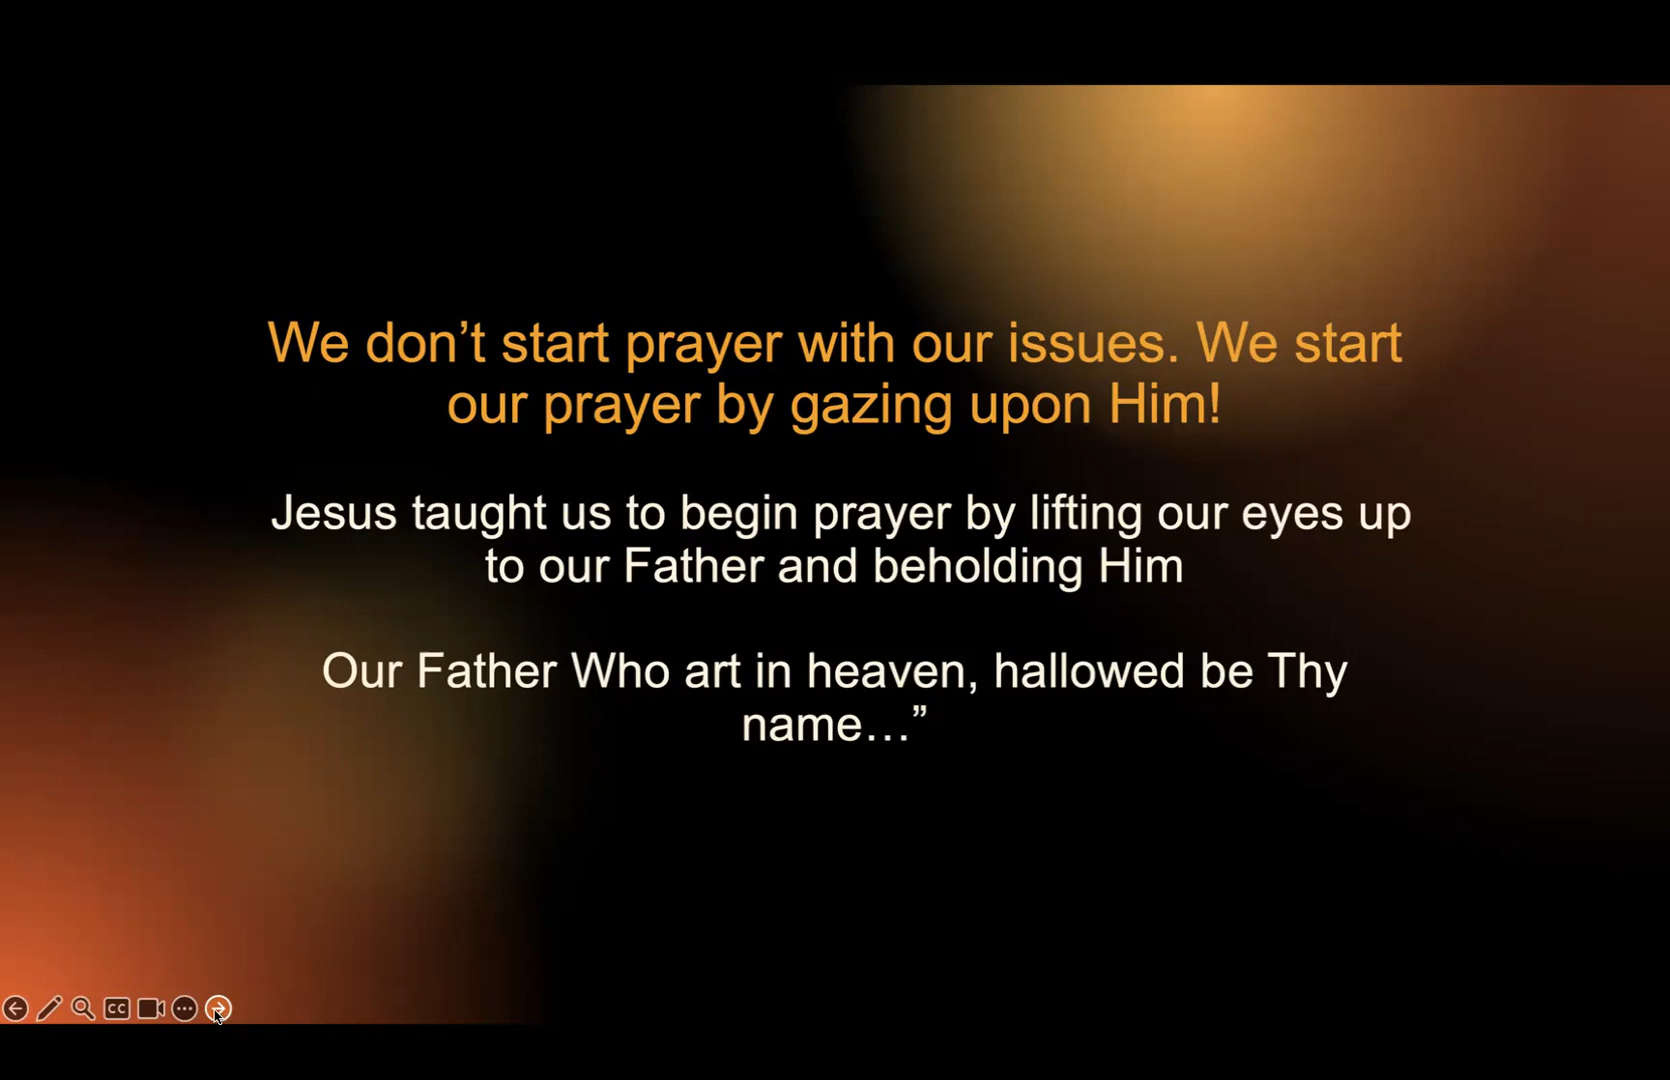 We don’t start prayer with our issues. We start
our prayer by gazing upon Him!
Jesus taught us to begin prayer by lifting our eyes up
to our Father and beholding Him
Our Father Who art in heaven, hallowed be Thy
name…”
CC